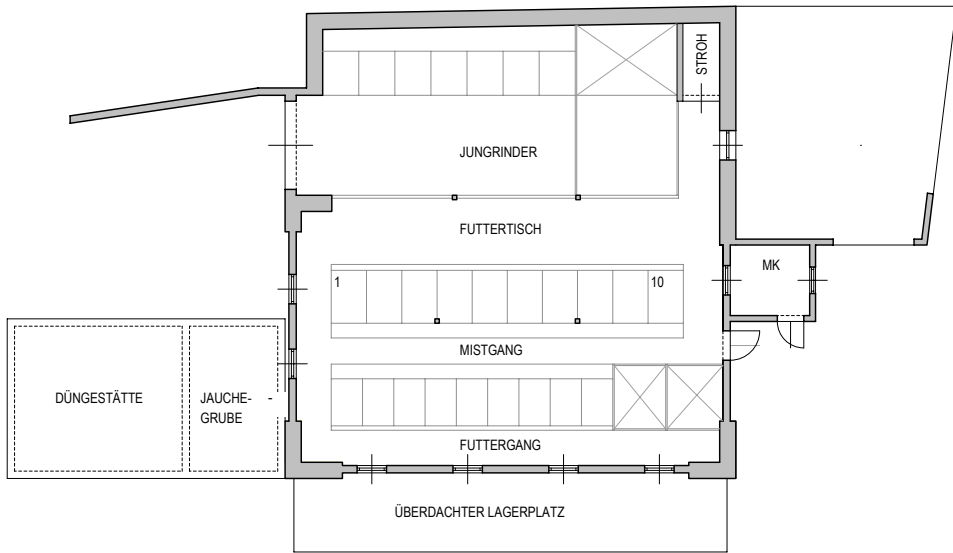 STROH
JUNGRINDER
FUTTERTISCH
MK
1
10
MISTGANG
DÜNGESTÄTTE
JAUCHE-
GRUBE
FUTTERGANG
ÜBERDACHTER LAGERPLATZ